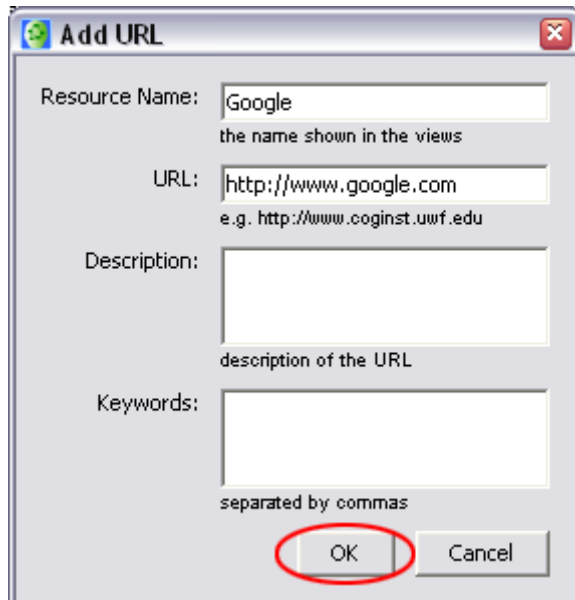 Add URL
Resource Name: Google
the name shown in the views
URL: http://www.google.com
e.g. http://www.coginst.uwf.edu
Description:
description of the URL
Keywords:
separated by commas
OK Cancel